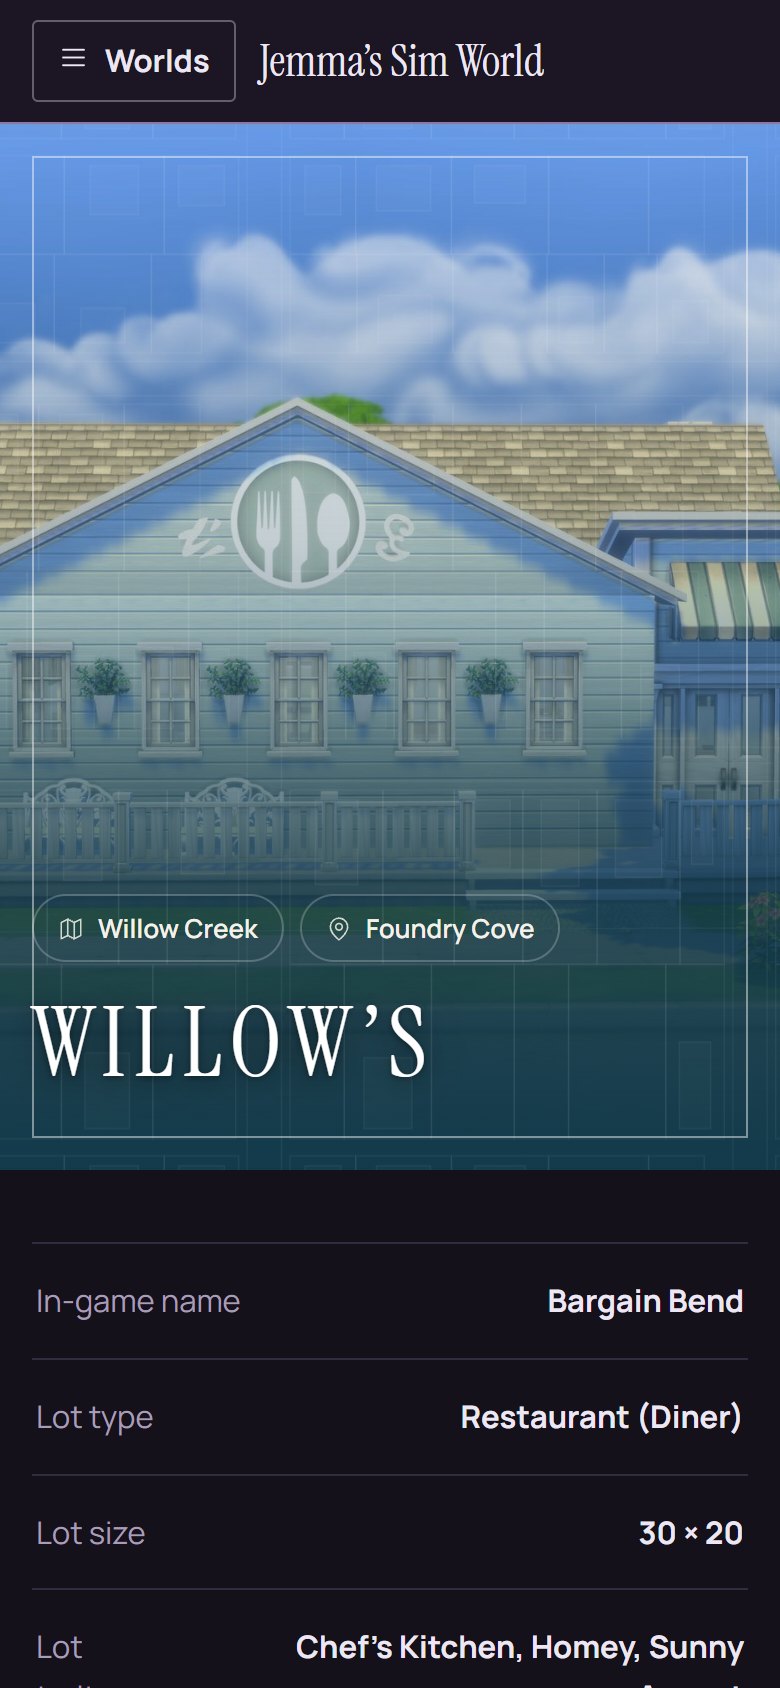 Worlds
Jemma’s Sim World
Willow Creek
Foundry Cove
WILLOW’S
In-game name
Bargain Bend
Lot type
Restaurant (Diner)
Lot size
30 × 20
Lot
Chef’s Kitchen, Homey, Sunny